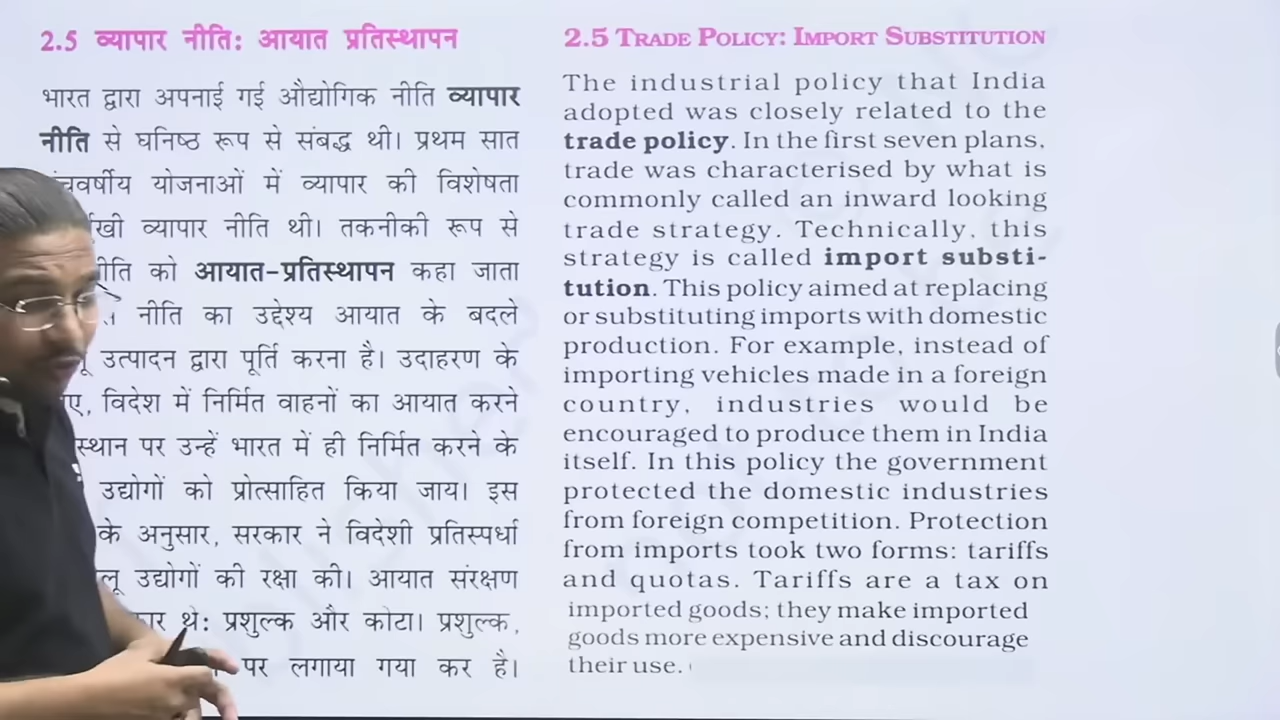 2.5 व्यापार नीति: आयात प्रतिस्थापन
भारत द्वारा अपनाई गई औद्योगिक नीति व्यापार
नीति से घनिष्ठ रूप से संबद्ध थी। प्रथम सात
योजनाओं में व्यापार की विशेषता
व्यापार नीति थी। तकनीकी रूप से
को आयात-प्रतिस्थापन कहा जाता
नीति का उद्देश्य आयात के बदले
उत्पादन द्वारा पूर्ति करना है। उदाहरण के
विदेश में निर्मित वाहनों का आयात करने
पर उन्हें भारत में ही निर्मित करने के
उद्योगों को प्रोत्साहित किया जाय। इस
के अनुसार, सरकार ने विदेशी प्रतिस्पर्धा
उद्योगों की रक्षा की। आयात संरक्षण
थे: प्रशुल्क और कोटा। प्रशुल्क,
पर लगाया गया कर है।
2.5 TRADE POLICY: IMPORT SUBSTITUTION
The industrial policy that India
adopted was closely related to the
trade policy. In the first seven plans,
trade was characterised by what is
commonly called an inward looking
trade strategy. Technically, this
strategy is called import substi-
tution. This policy aimed at replacing
or substituting imports with domestic
production. For example, instead of
importing vehicles made in a foreign
country, industries would be
encouraged to produce them in India
itself. In this policy the government
protected the domestic industries
from foreign competition. Protection
from imports took two forms: tariffs
and quotas. Tariffs are a tax on
imported goods; they make imported
goods more expensive and discourage
their use.